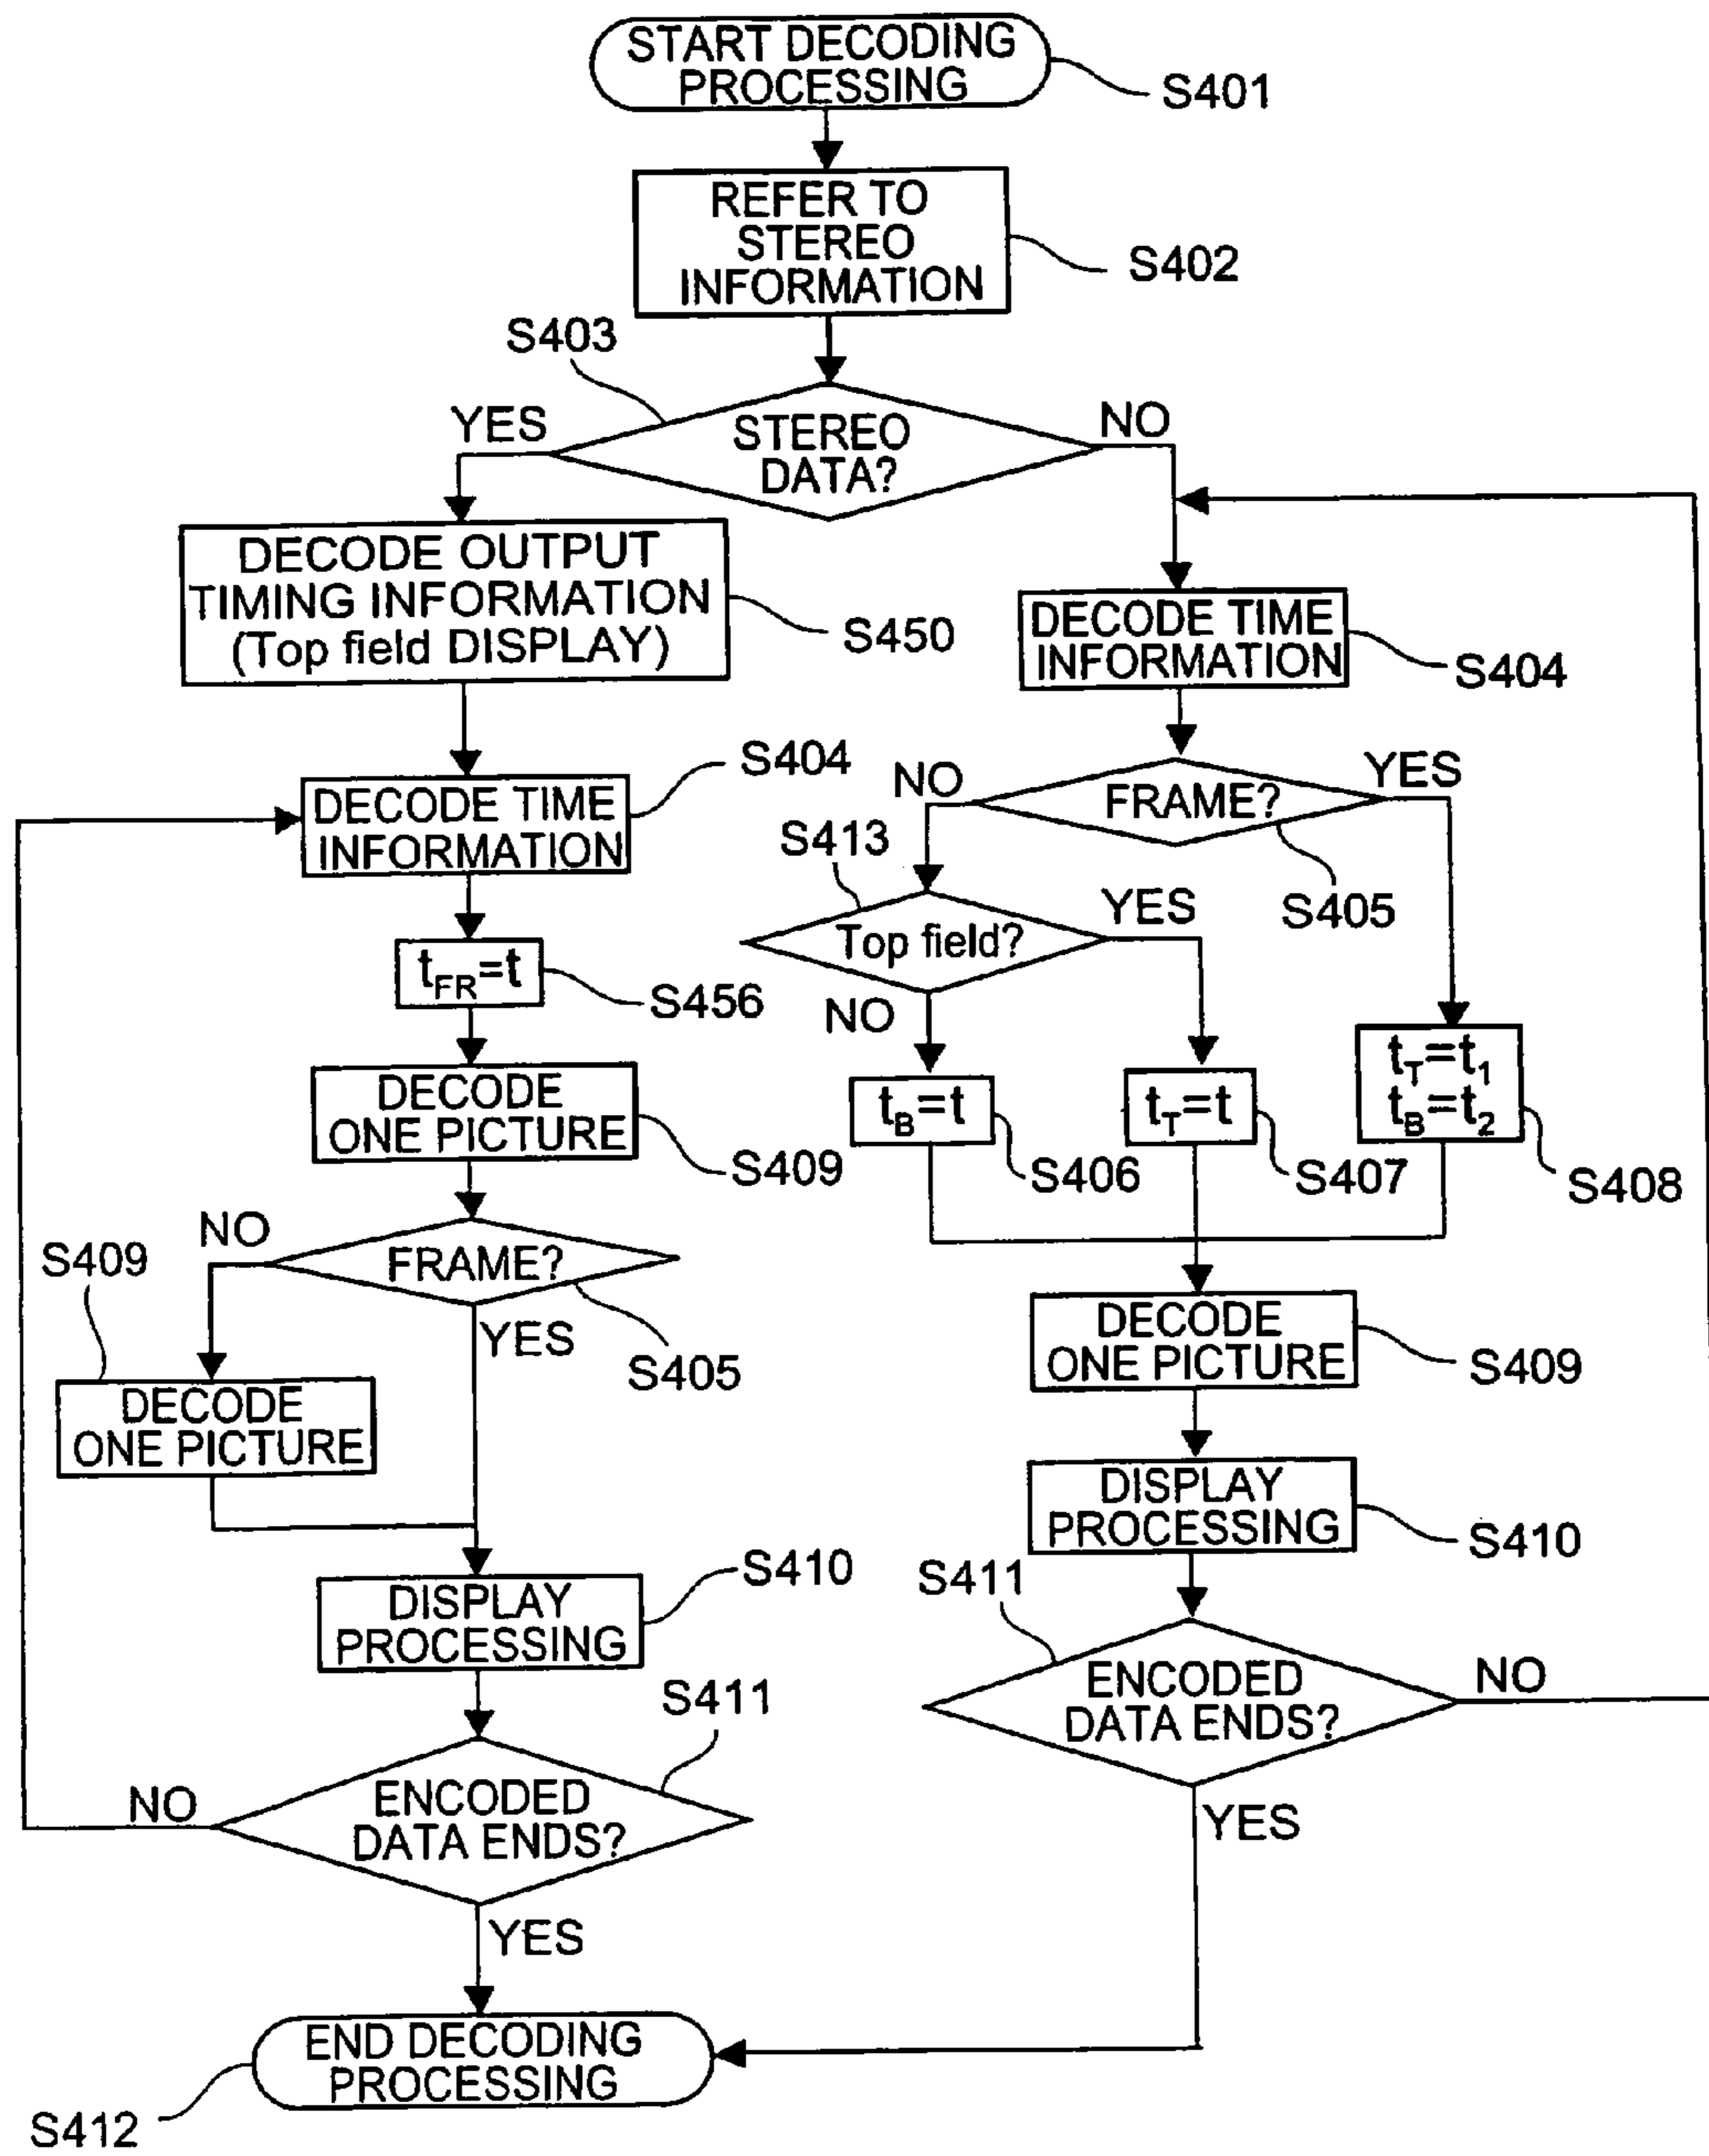 START DECODING
PROCESSING
S401
REFER TO
STEREO
INFORMATION
S402
S403
STEREO
DATA?
YES
NO
DECODE OUTPUT
TIMING INFORMATION
(Top field DISPLAY)
S450
DECODE TIME
INFORMATION
S404
DECODE TIME
INFORMATION
S404
FRAME?
NO
YES
S405
S413
Top field?
YES
NO
tFR=t
S456
tB=t
S406
tT=t
S407
tT=t1
tB=t2
S408
DECODE
ONE PICTURE
S409
FRAME?
NO
YES
S405
S409
DECODE
ONE PICTURE
DECODE
ONE PICTURE
S409
DISPLAY
PROCESSING
S410
DISPLAY
PROCESSING
S410
S411
ENCODED
DATA ENDS?
NO
YES
S411
ENCODED
DATA ENDS?
NO
YES
END DECODING
PROCESSING
S412